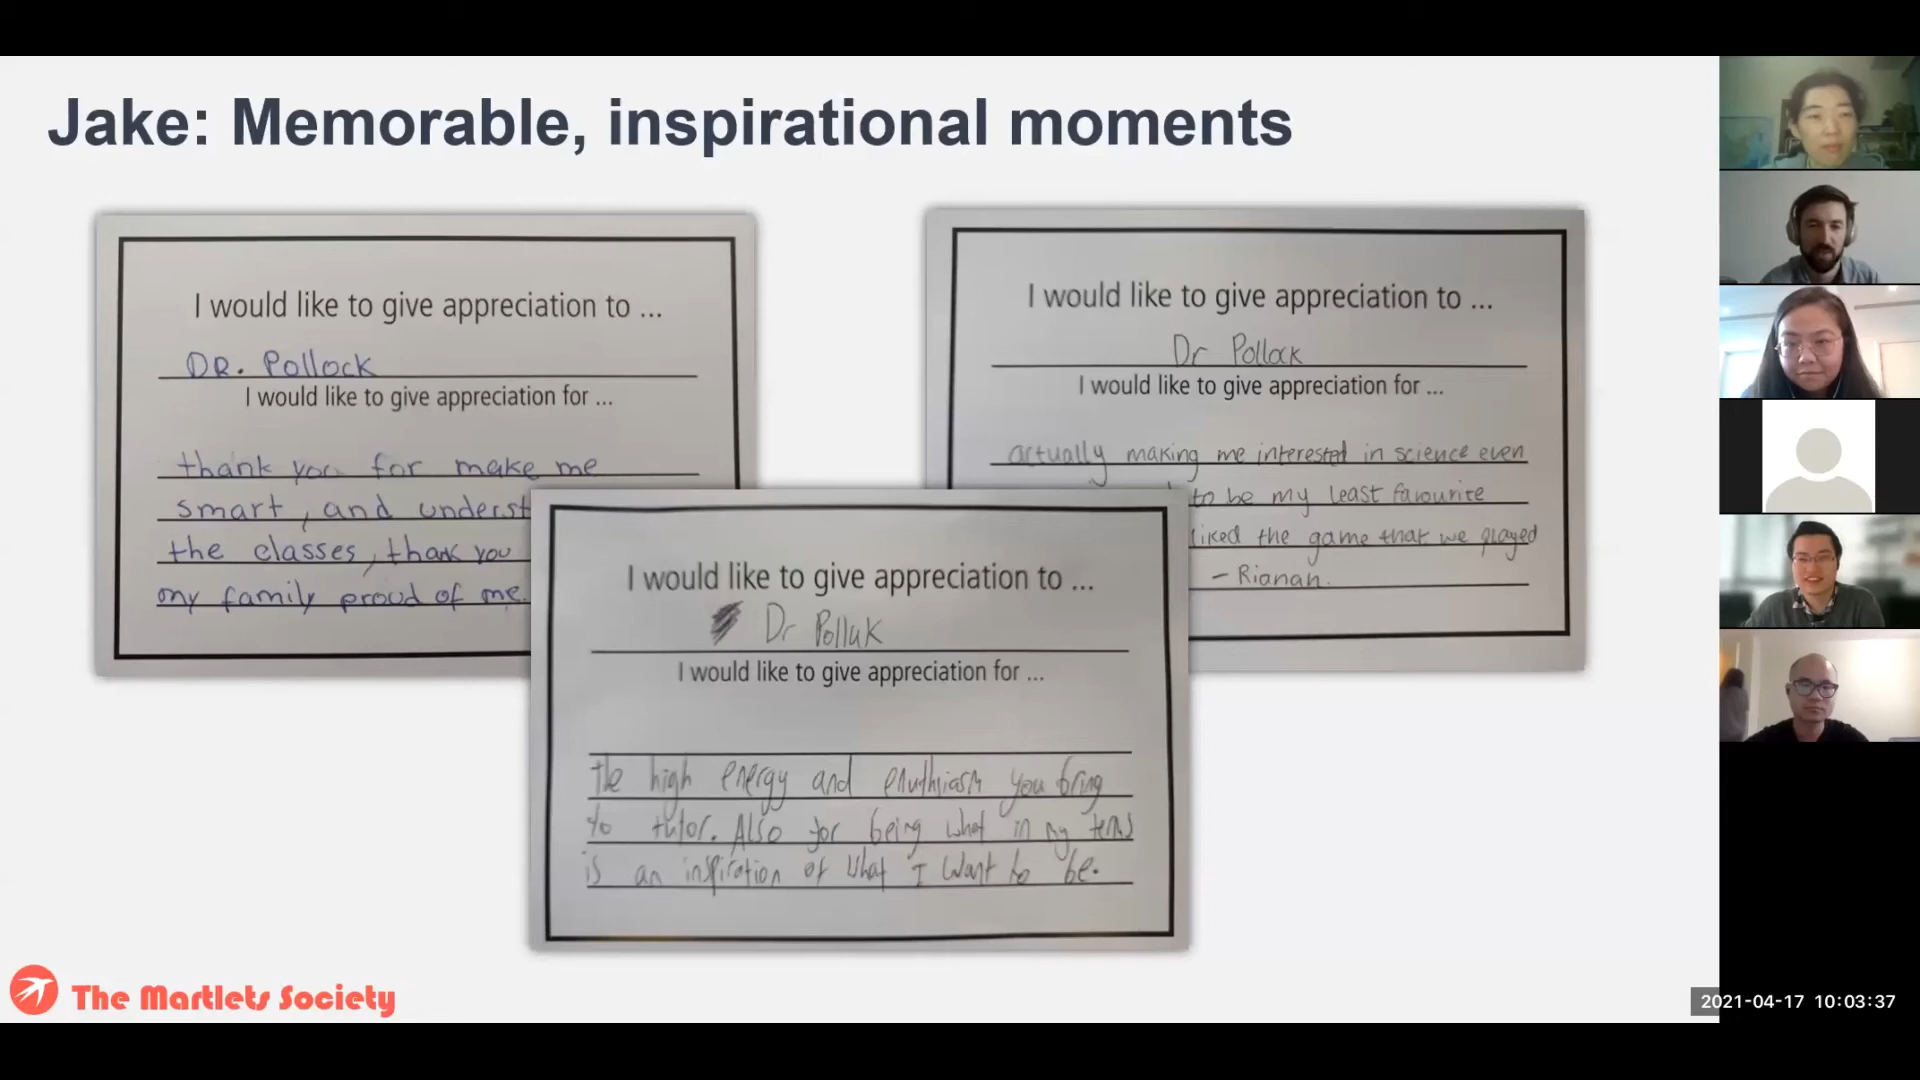 Jake: Memorable, inspirational moments
I would like to give appreciation to ...
DR. Pollock
I would like to give appreciation for ...
thank you for make me
smart, and underst
the classes, thank you
my family proud of me.
I would like to give appreciation to ...
Dr Pollock
I would like to give appreciation for ...
actually making me interested in science even
to be my least favourite
liked the game that we played
- Rianan.
I would like to give appreciation to ...
Dr Polluk
I would like to give appreciation for ...
the high energy and enuthiasm you bring
to tutor. Also for being what in my terms
is an inspiration of what I want to be.
The Martlets Society
2021-04-17 10:03:37